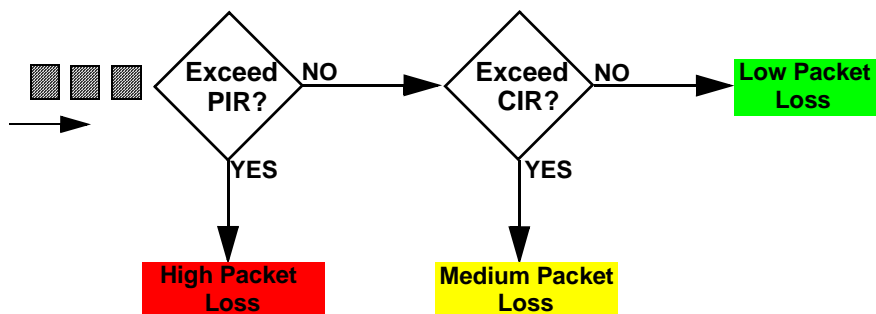 Exceed
PIR?
NO
Exceed
CIR?
NO
Low Packet
Loss
YES
YES
High Packet
Loss
Medium Packet
Loss